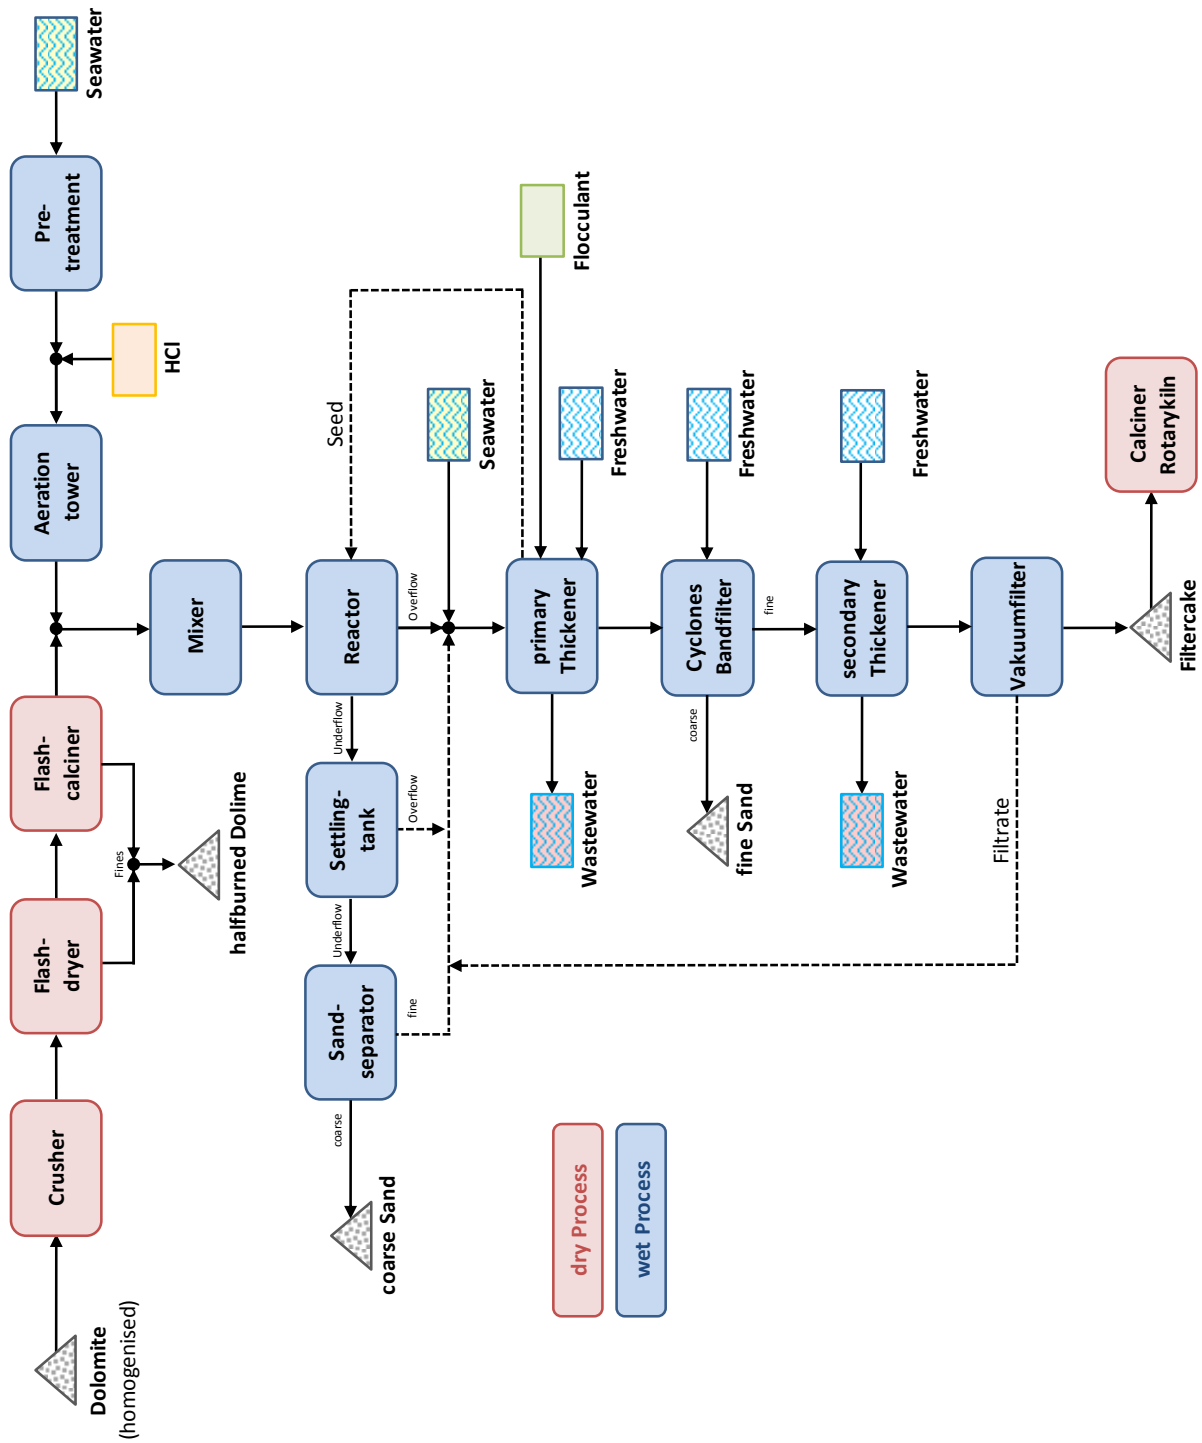 Crusher
Flash-
dryer
Flash-
calciner
Aeration
tower
Pre-
treatment
Dolomite
(homogenised)
Seawater
Fines
HCl
halfburned Dolime
Mixer
Seed
coarse
Sand-
separator
Underflow
Settling-
tank
Underflow
Reactor
coarse Sand
fine
Overflow
Overflow
Seawater
Flocculant
primary
Thickener
Freshwater
Wastewater
dry Process
wet Process
coarse
Cyclones
Bandfilter
Freshwater
fine Sand
fine
secondary
Thickener
Freshwater
Wastewater
Filtrate
Vakuumfilter
Filtercake
Calciner
Rotarykiln